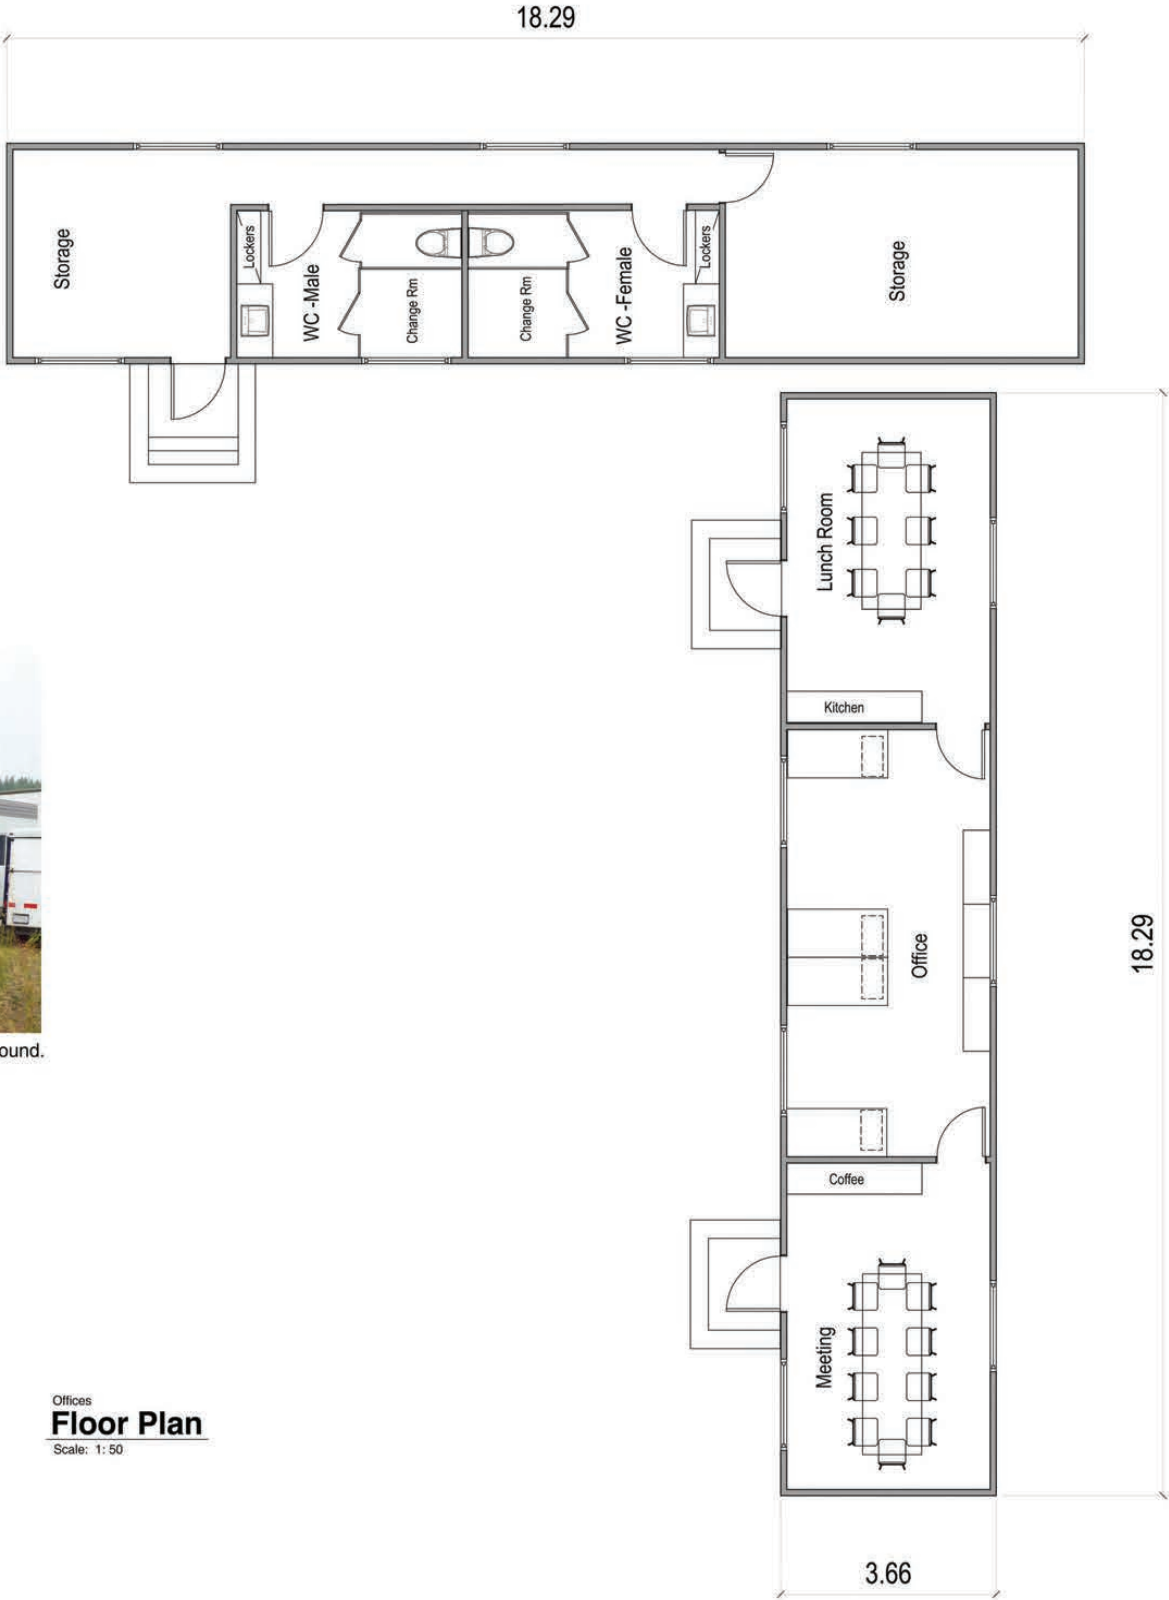 18.29
Storage
Lockers
WC -Male
Change Rm
Change Rm
WC -Female
Lockers
Storage
Lunch Room
Kitchen
Office
18.29
ound.
Coffee
Meeting
Offices
Floor Plan
Scale: 1: 50
3.66